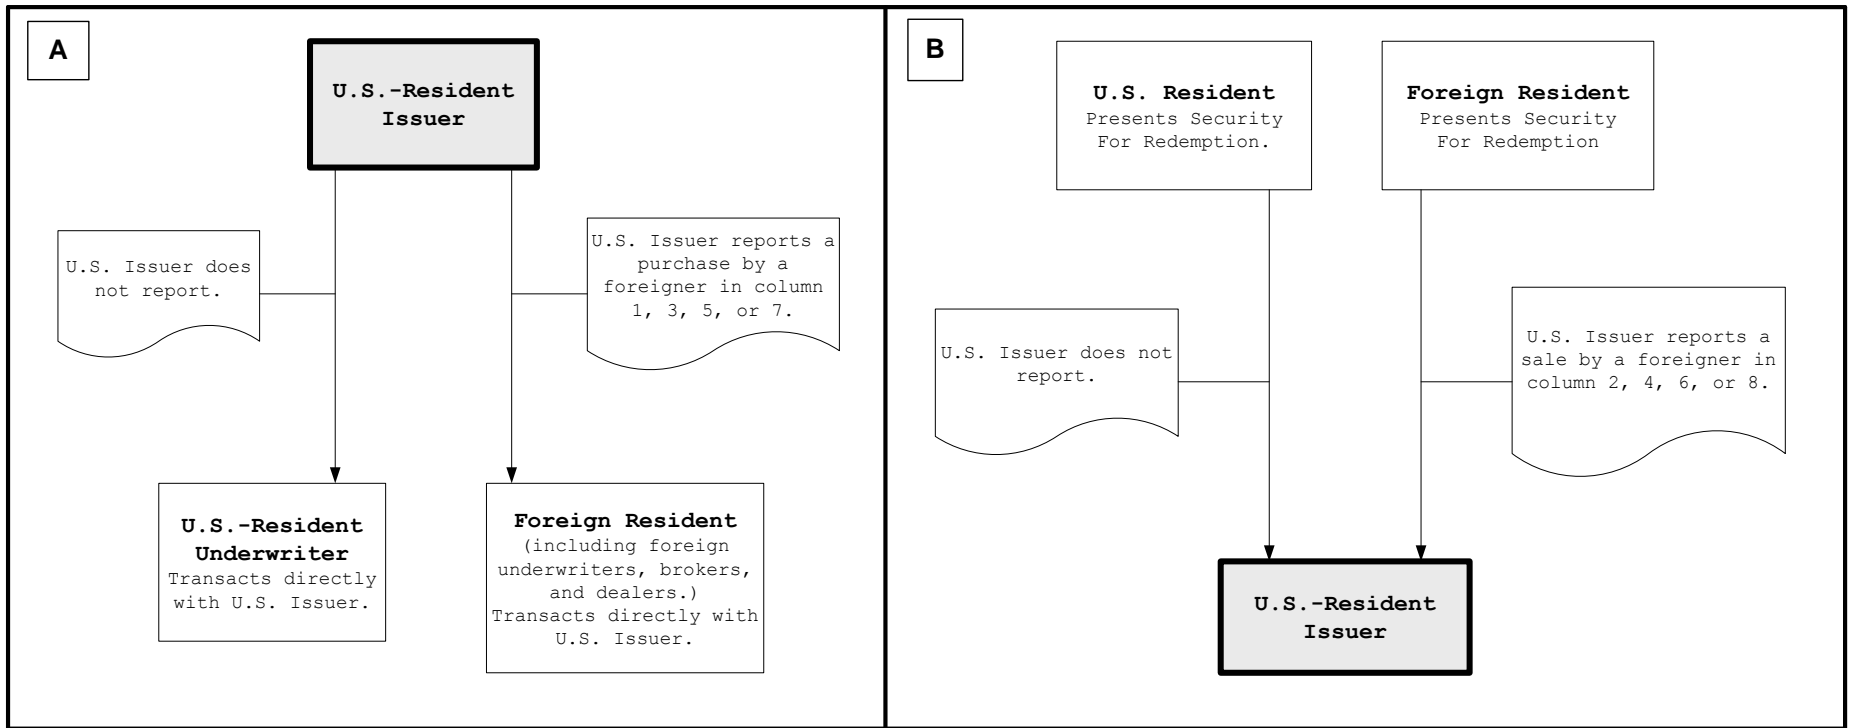 A
U.S.-Resident
Issuer
U.S. Issuer does
not report.
U.S. Issuer reports a
purchase by a
foreigner in column
1, 3, 5, or 7.
U.S.-Resident
Underwriter
Transacts directly
with U.S. Issuer.
Foreign Resident
(including foreign
underwriters, brokers,
and dealers.)
Transacts directly with
U.S. Issuer.
B
U.S. Resident
Presents Security
For Redemption.
Foreign Resident
Presents Security
For Redemption
U.S. Issuer does not
report.
U.S. Issuer reports a
sale by a foreigner in
column 2, 4, 6, or 8.
U.S.-Resident
Issuer